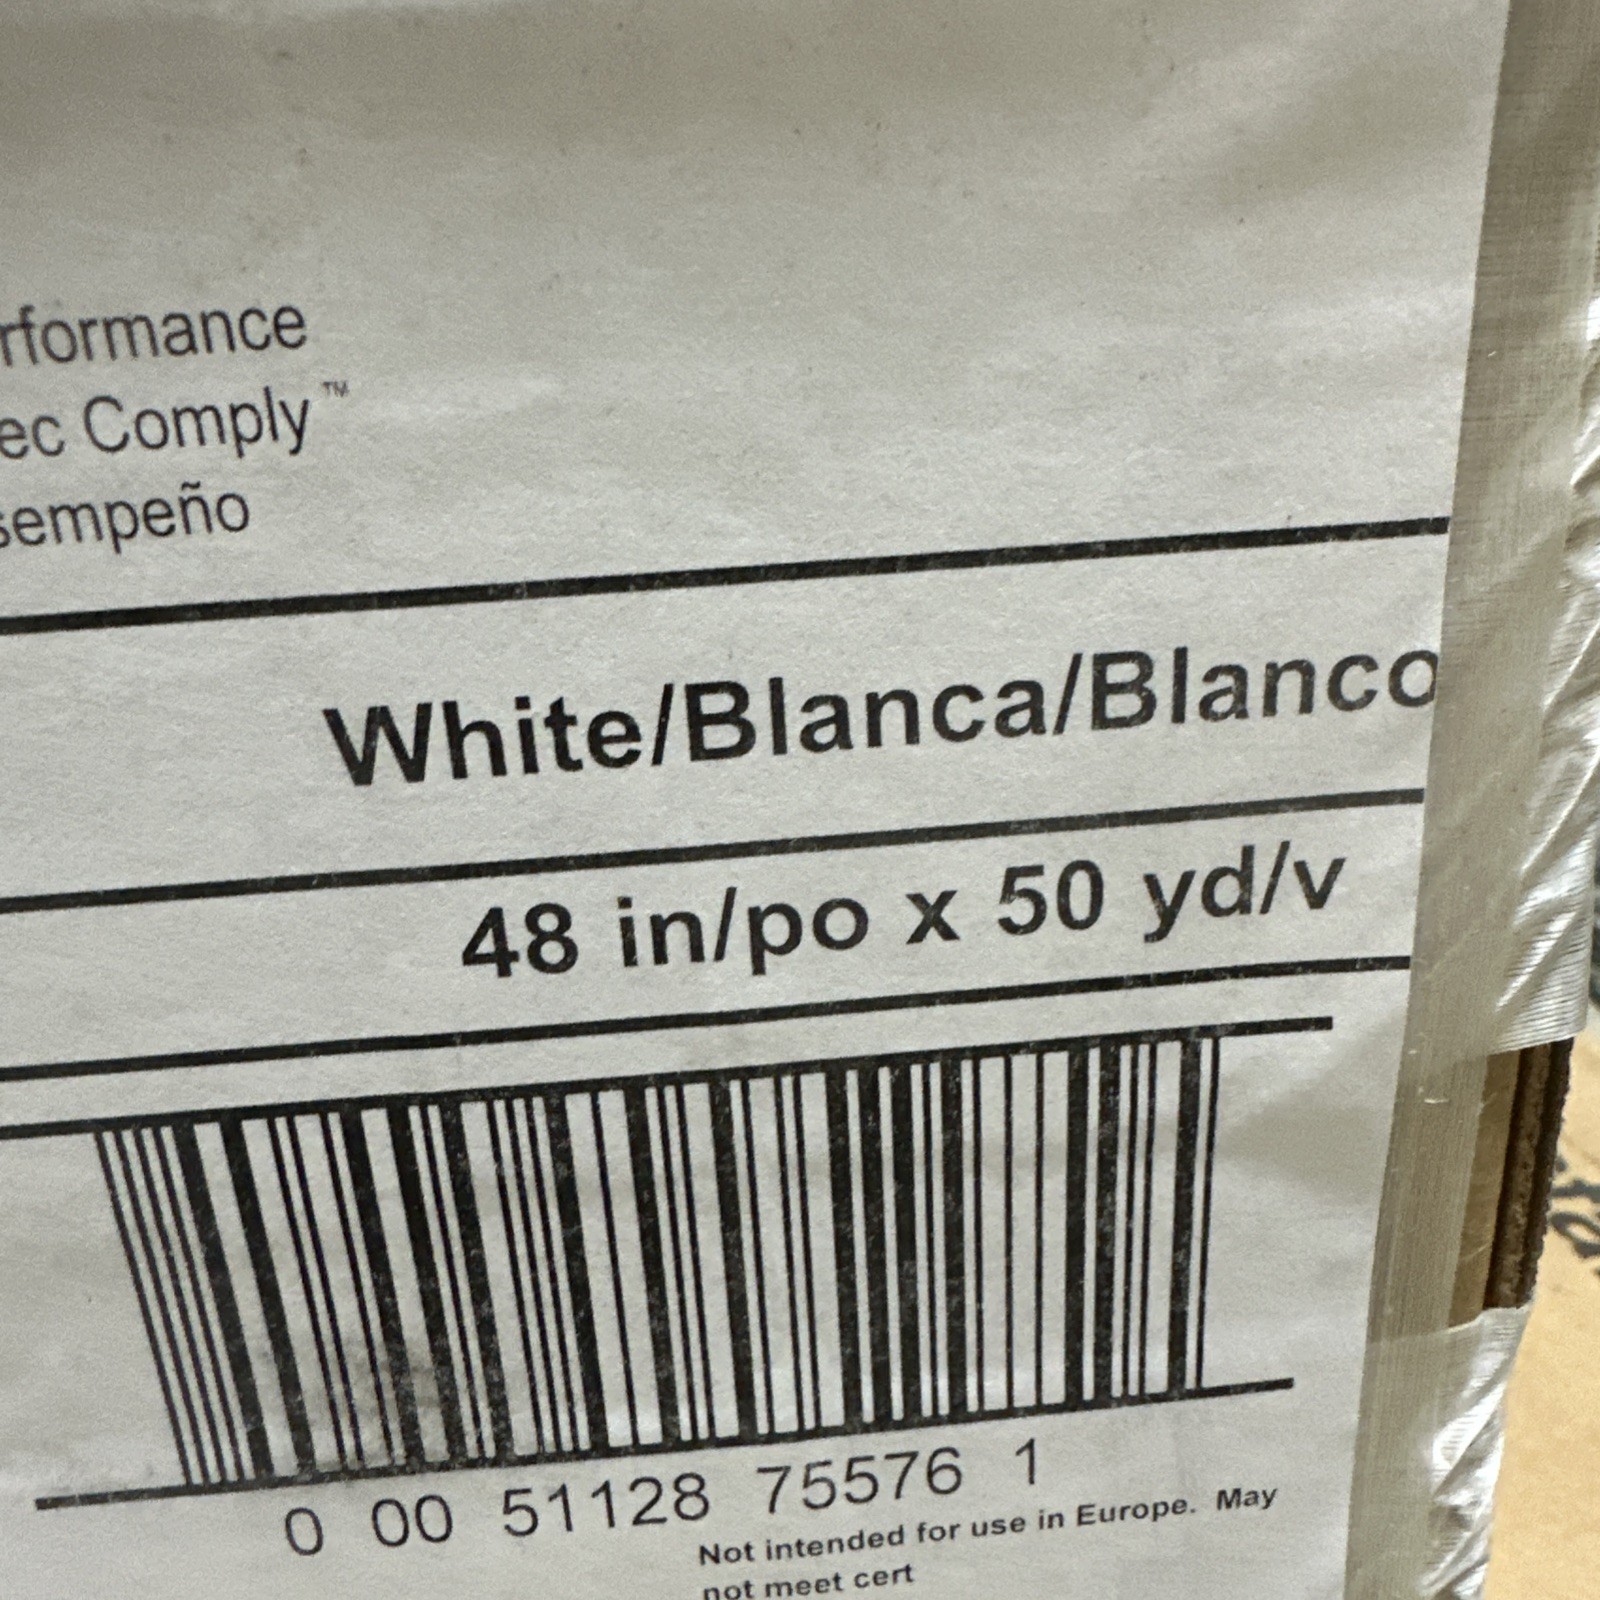 rformance
ec Comply™
sempeño
White/Blanca/Blanco
48 in/po x 50 yd/v
0 00 51128 75576 1
Not intended for use in Europe. May
not meet cert